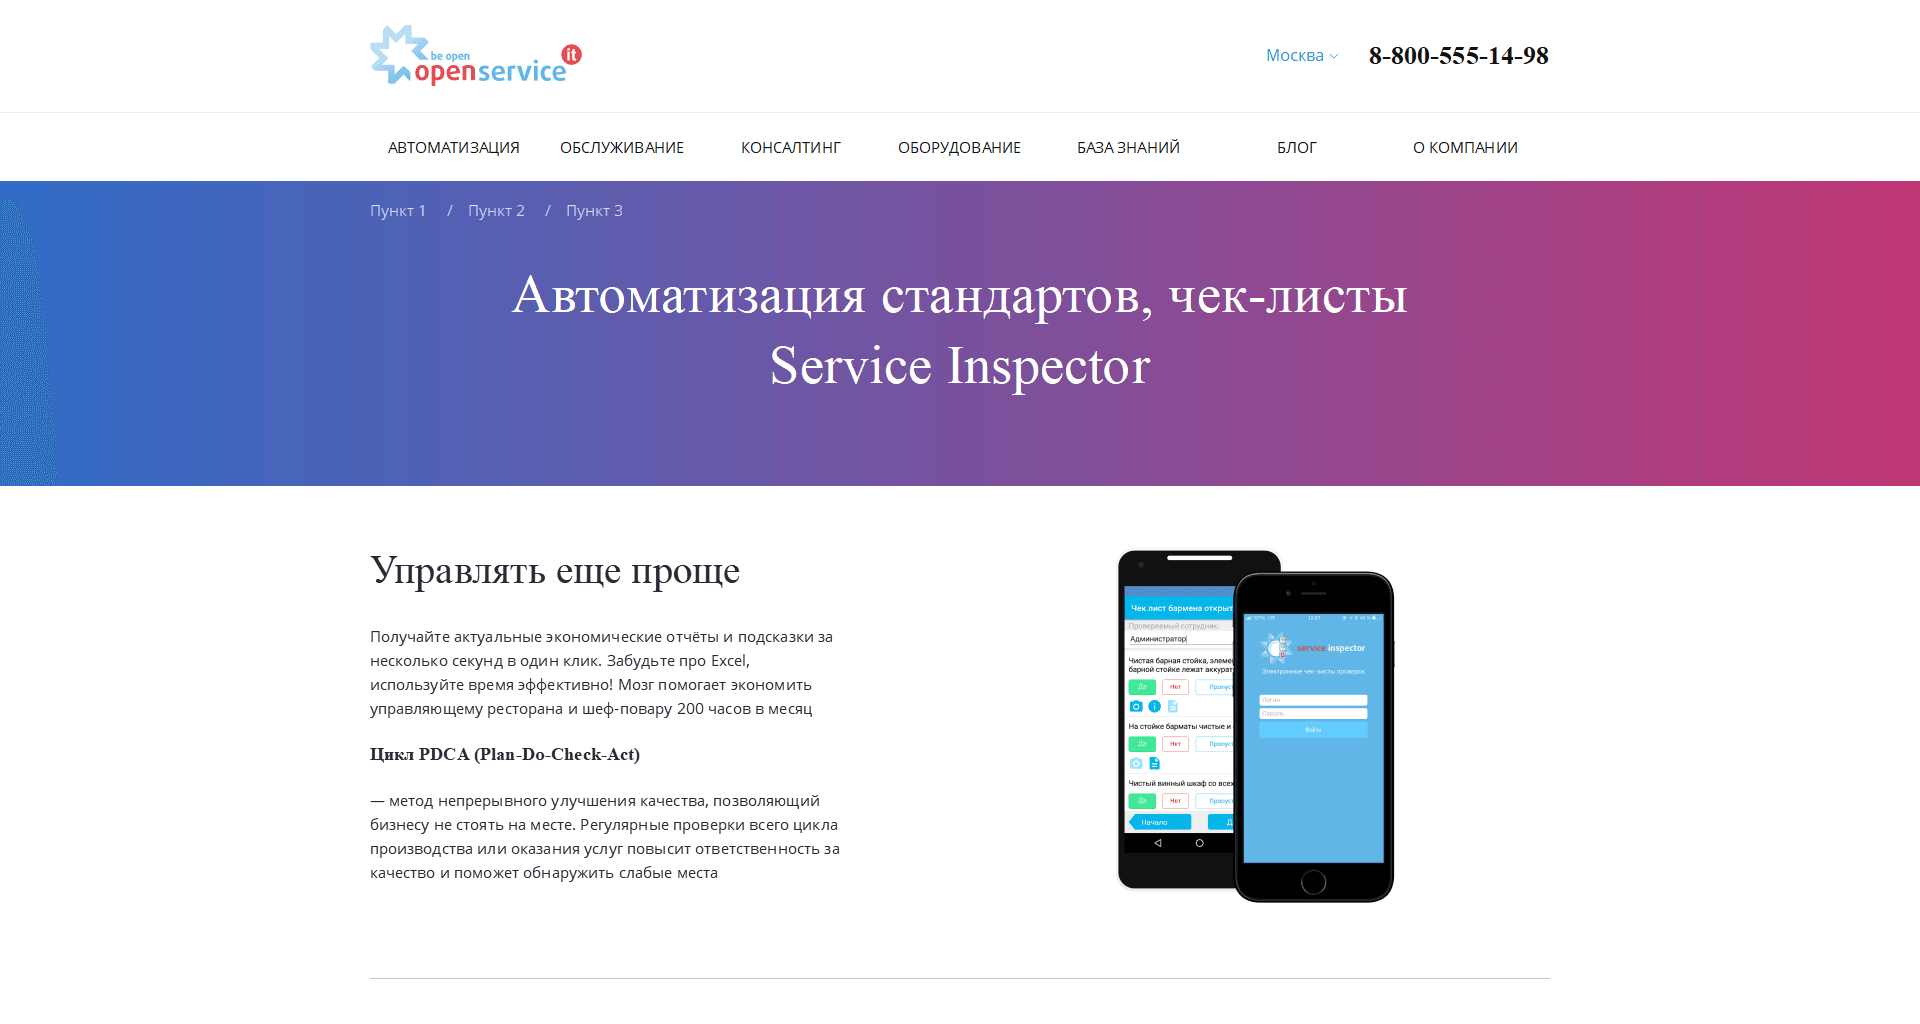 be open
openservice it
Москва
8-800-555-14-98
АВТОМАТИЗАЦИЯ
ОБСЛУЖИВАНИЕ
КОНСАЛТИНГ
ОБОРУДОВАНИЕ
БАЗА ЗНАНИЙ
БЛОГ
О КОМПАНИИ
Пункт 1 / Пункт 2 / Пункт 3
Автоматизация стандартов, чек-листы
Service Inspector
Управлять еще проще
Получайте актуальные экономические отчёты и подсказки за
несколько секунд в один клик. Забудьте про Excel,
используйте время эффективно! Мозг помогает экономить
управляющему ресторана и шеф-повару 200 часов в месяц
Цикл PDCA (Plan-Do-Check-Act)
— метод непрерывного улучшения качества, позволяющий
бизнесу не стоять на месте. Регулярные проверки всего цикла
производства или оказания услуг повысит ответственность за
качество и поможет обнаружить слабые места
Чек лист бармена открыт
Проверяемый сотрудник:
Администратор
Чистая барная стойка, элеме
барной стойке лежат аккурат
Да Нет Пропус
На стойке барматы чистые и
Да Нет Пропус
Чистый винный шкаф со всех
Да Нет Пропус
Начало Д
service inspector
Электронные чек-листы проверок
Логин
Пароль
Войти